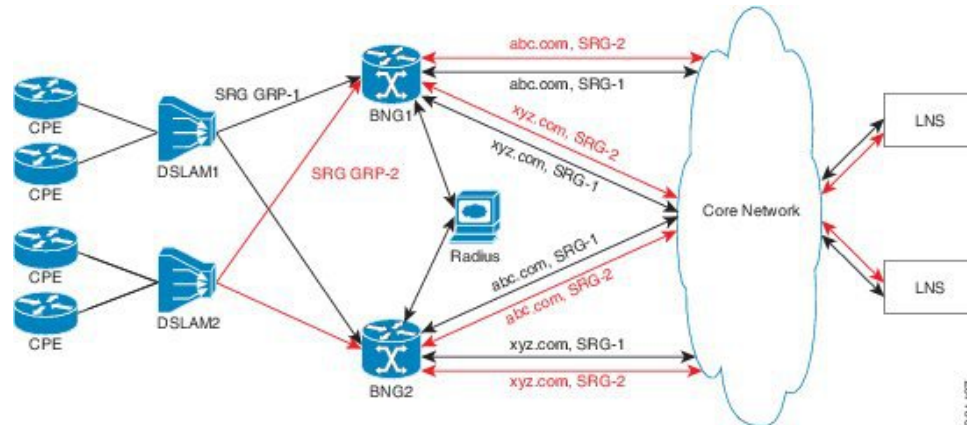 abc.com, SRG-2
abc.com, SRG-1
SRG GRP-1
BNG1
CPE
CPE
DSLAM1
xyz.com, SRG-2
xyz.com, SRG-1
LNS
SRG GRP-2
Core Network
Radius
CPE
CPE
DSLAM2
abc.com, SRG-1
abc.com, SRG-2
LNS
BNG2
xyz.com, SRG-1
xyz.com, SRG-2